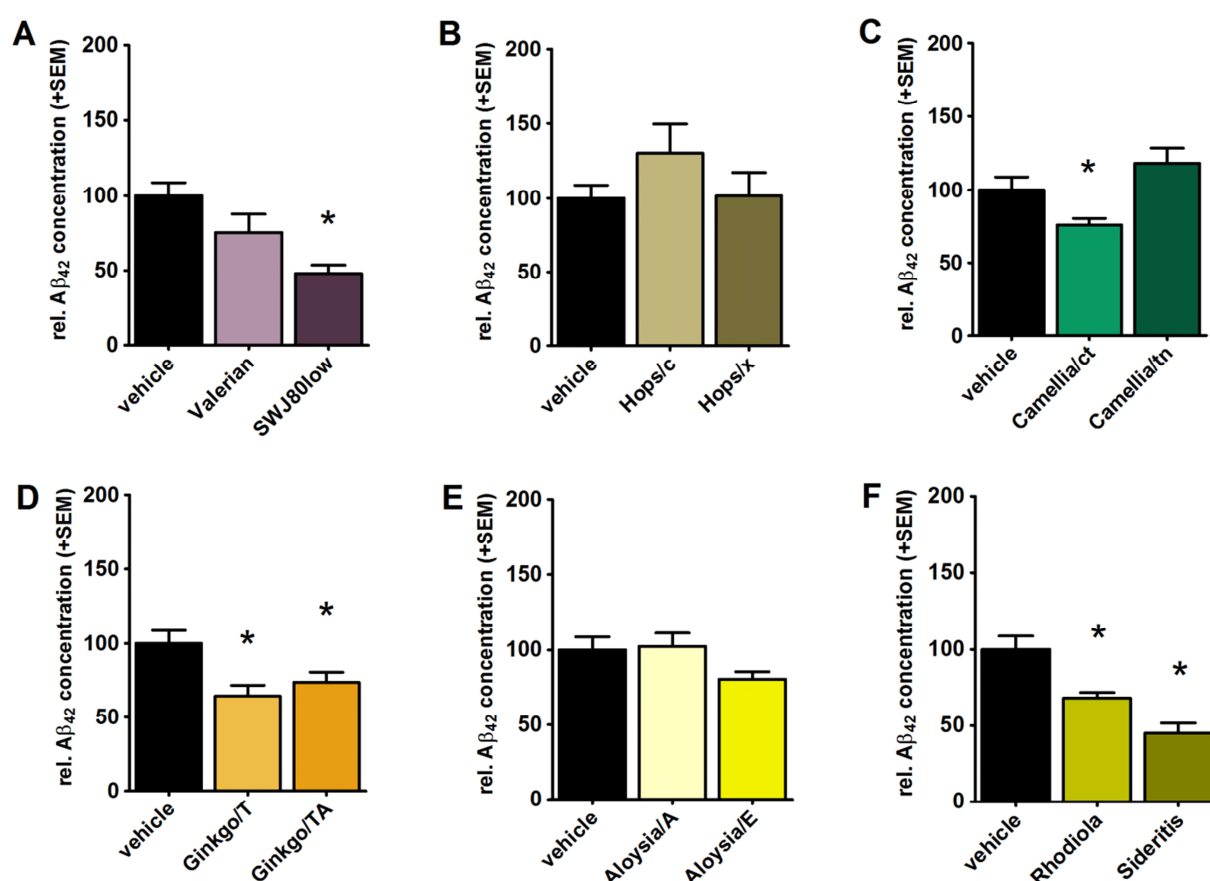 A
rel. Aβ42 concentration (+SEM)
200
150
100
50
0
*
vehicle
Valerian
SWJ80low
B
rel. Aβ42 concentration (+SEM)
200
150
100
50
0
vehicle
Hops/c
Hops/x
C
rel. Aβ42 concentration (+SEM)
200
150
100
50
0
*
vehicle
Camellia/ct
Camellia/tn
D
rel. Aβ42 concentration (+SEM)
200
150
100
50
0
*
*
vehicle
Ginkgo/T
Ginkgo/TA
E
rel. Aβ42 concentration (+SEM)
200
150
100
50
0
vehicle
Aloysia/A
Aloysia/E
F
rel. Aβ42 concentration (+SEM)
200
150
100
50
0
*
*
vehicle
Rhodiola
Sideritis